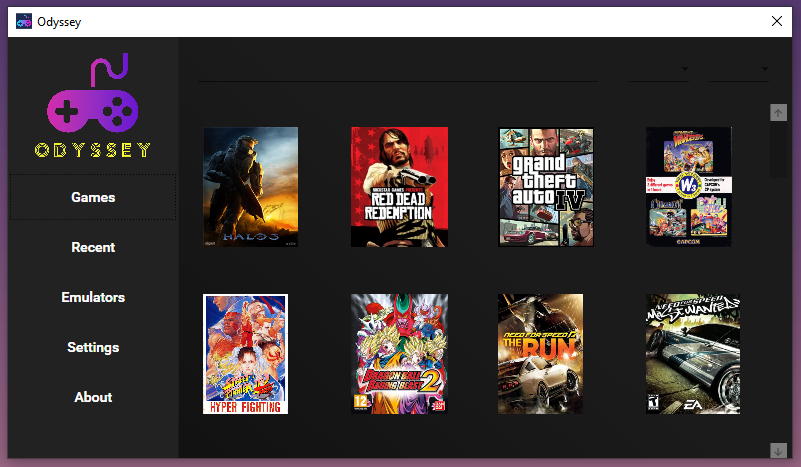 Odyssey
ODYSSEY
Games
Recent
Emulators
Settings
About
HALO 3
ROCKSTAR GAMES PRESENTS
RED DEAD
REDEMPTION
grand
theft
auto
IV
W3
CAPCOM
HYPER FIGHTING
DRAGON BALL
RAGING BLAST
2
12
NEED FOR SPEED
THE
RUN
NEED FOR SPEED
MOST WANTED
T
EA